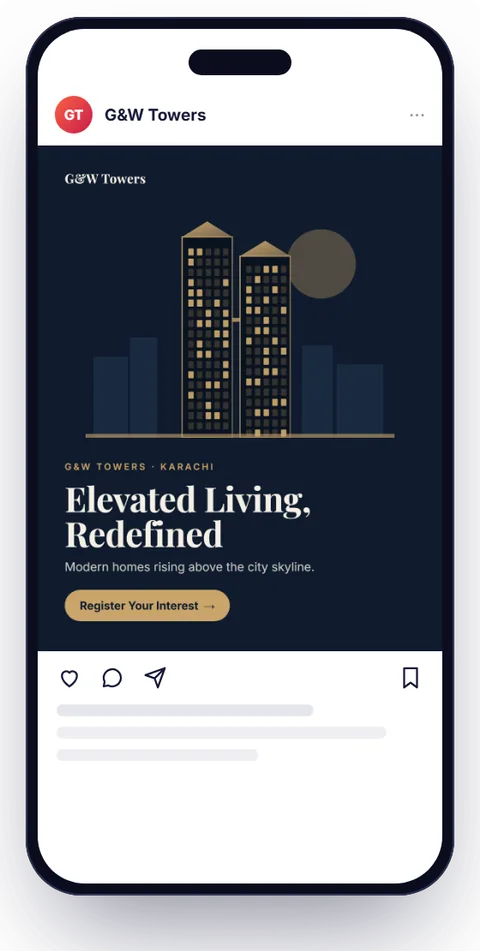 GT
G&W Towers
G&W Towers
G&W TOWERS · KARACHI
Elevated Living,
Redefined
Modern homes rising above the city skyline.
Register Your Interest →